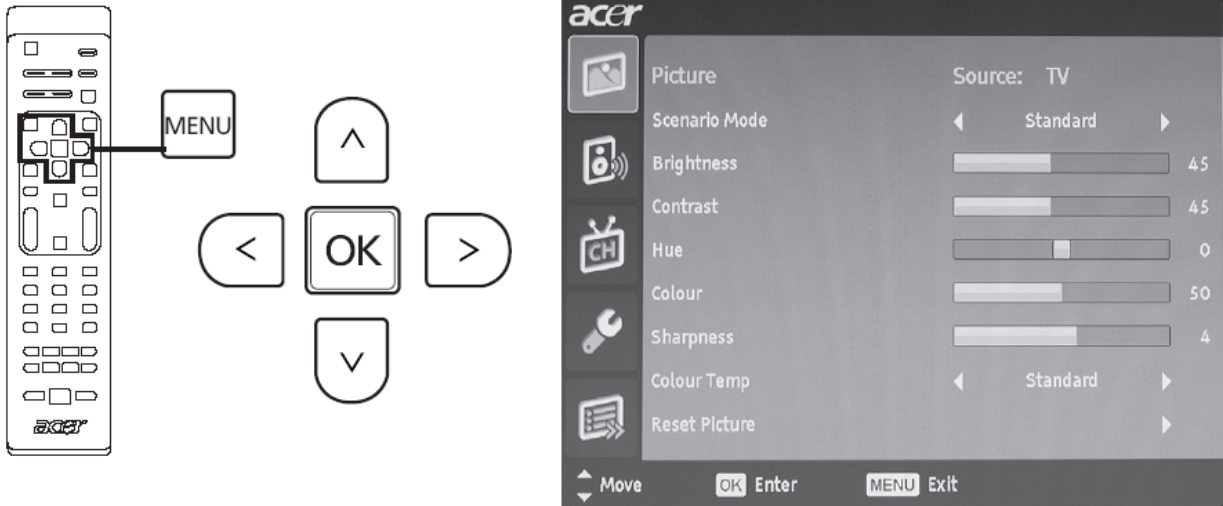 acer
MENU
^
< OK >
v
acer
Picture Source: TV
Scenario Mode Standard
Brightness 45
Contrast 45
CH
Hue 0
Colour 50
Sharpness 4
Colour Temp Standard
Reset Picture
Move OK Enter MENU Exit